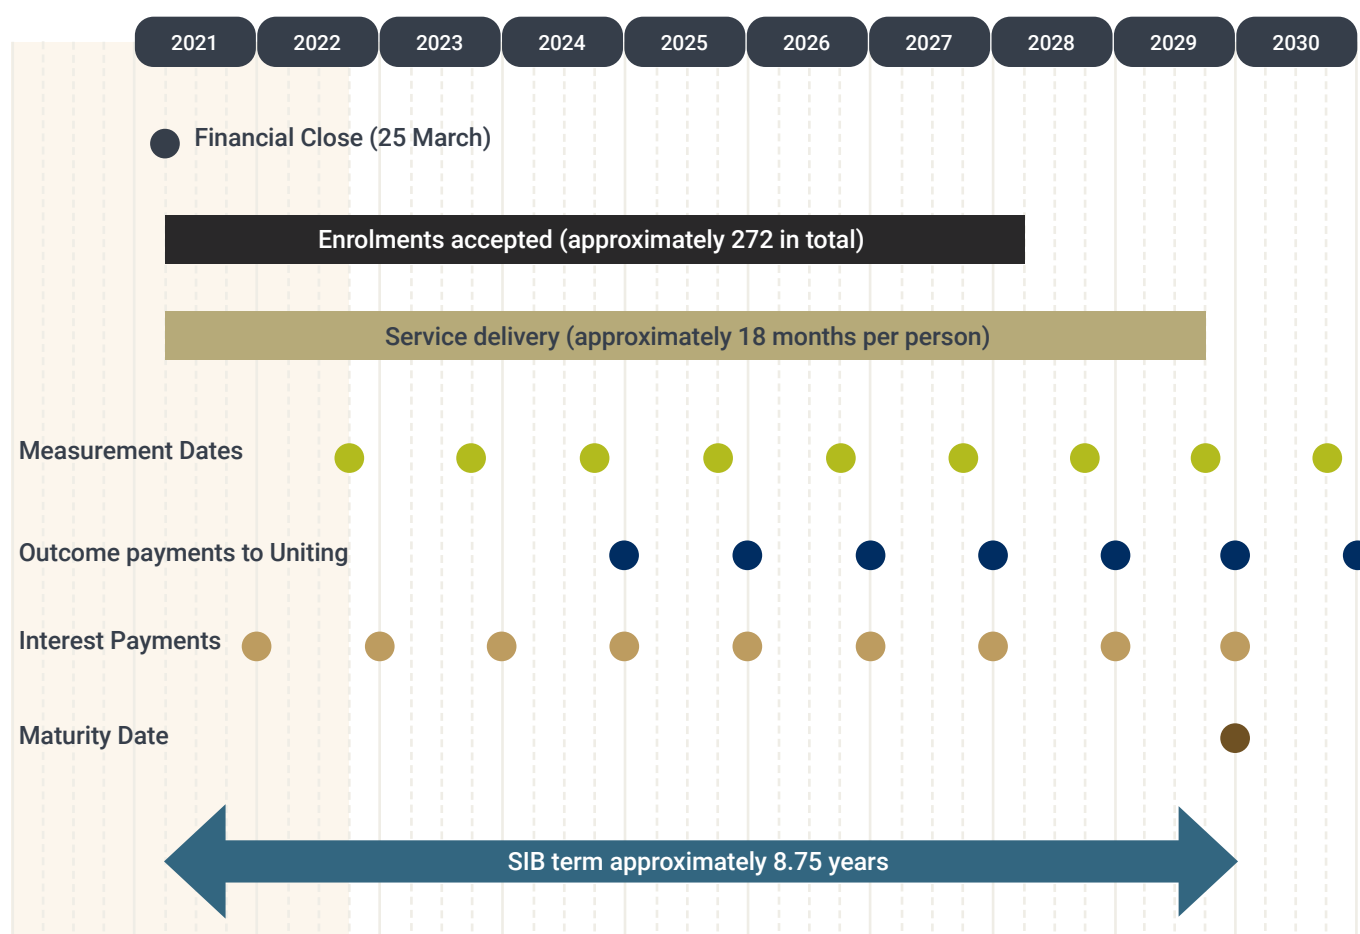 2021
2022
2023
2024
2025
2026
2027
2028
2029
2030
Financial Close (25 March)
Enrolments accepted (approximately 272 in total)
Service delivery (approximately 18 months per person)
Measurement Dates
Outcome payments to Uniting
Interest Payments
Maturity Date
SIB term approximately 8.75 years